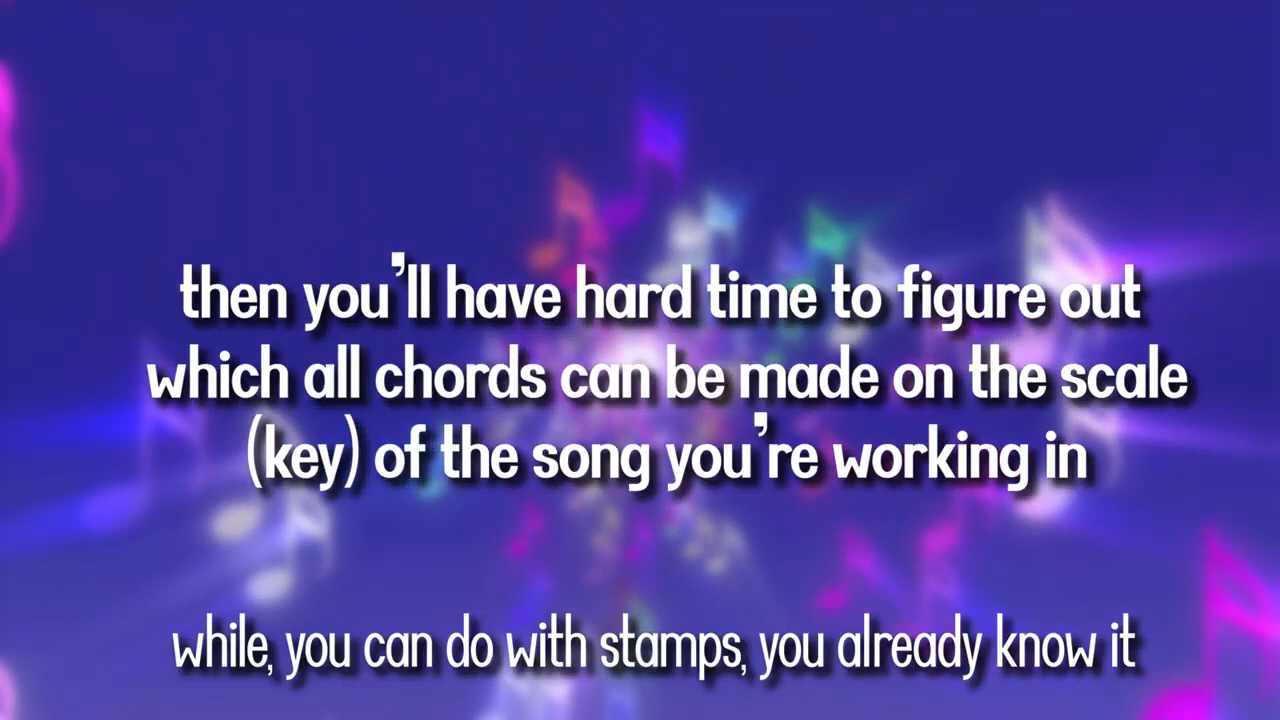 then you'll have hard time to figure out
which all chords can be made on the scale
(key) of the song you're working in
while, you can do with stamps, you already know it